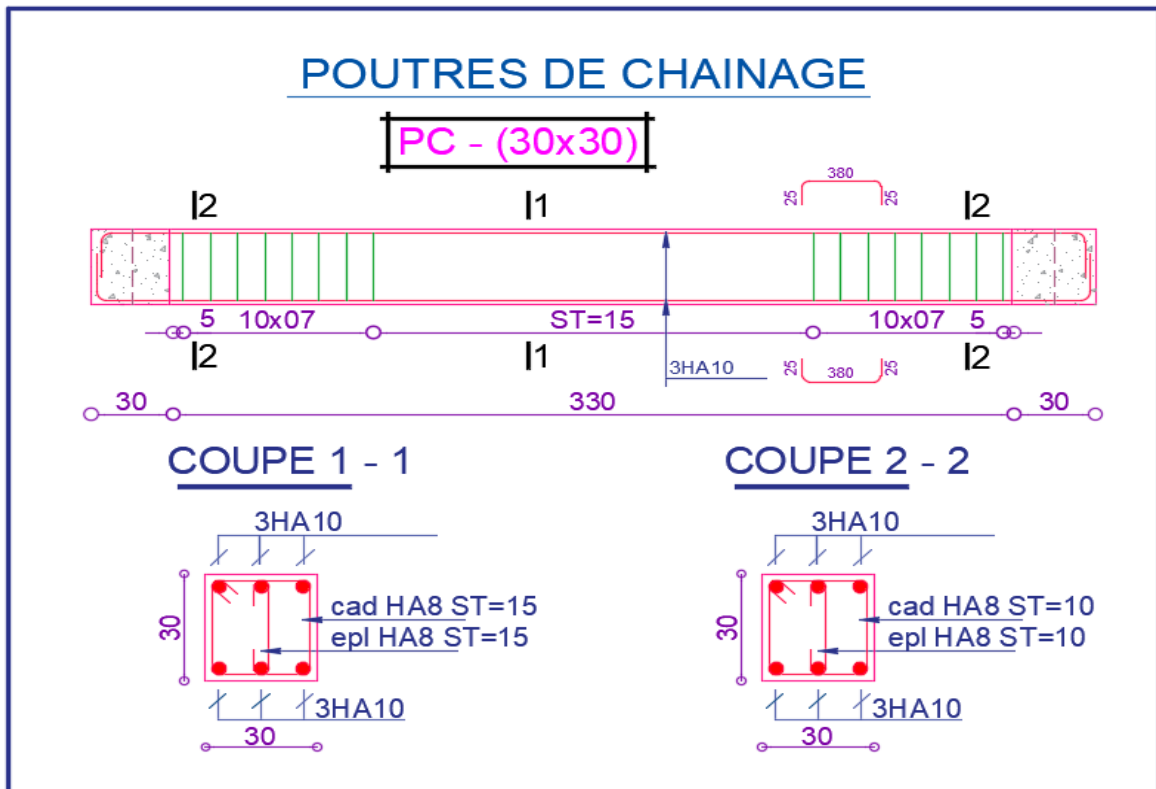 POUTRES DE CHAINAGE
PC - (30x30)
380
25 25
2 1 2
5 10x07 ST=15 10x07 5
2 1 2
3HA10
25 380 25
30 330 30
COUPE 1 - 1
3HA10
cad HA8 ST=15
epl HA8 ST=15
30
3HA10
30
COUPE 2 - 2
3HA10
cad HA8 ST=10
epl HA8 ST=10
30
3HA10
30